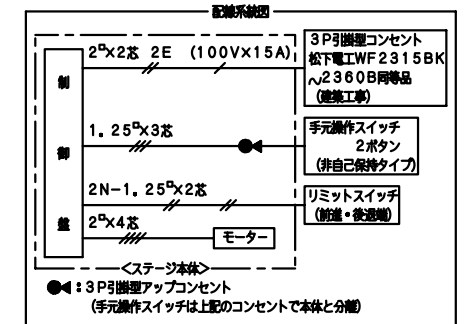 配線系統図
2□×2芯 2E (100V×15A)
3P引掛型コンセント
松下電工WF2315BK
～2360B同等品
(建築工事)
制御盤
1.25□×3芯
手元操作スイッチ
2ボタン
(非自己保持タイプ)
2N-1.25□×2芯
リミットスイッチ
(前進・後退端)
2□×4芯
モーター
<ステージ本体>
：3P引掛型アップコンセント
(手元操作スイッチは上記のコンセントで本体と分離)